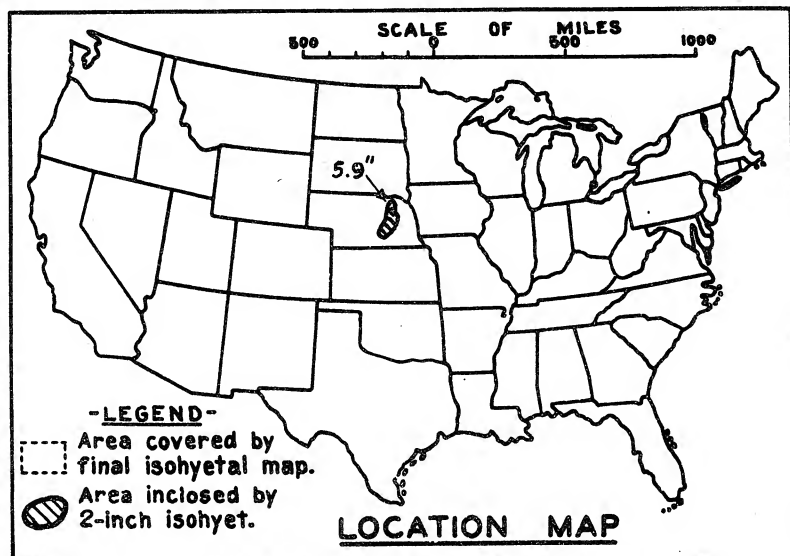 SCALE OF MILES
500 0 500 1000
5.9"
-LEGEND-
Area covered by
final isohyetal map.
Area inclosed by
2-inch isohyet.
LOCATION MAP